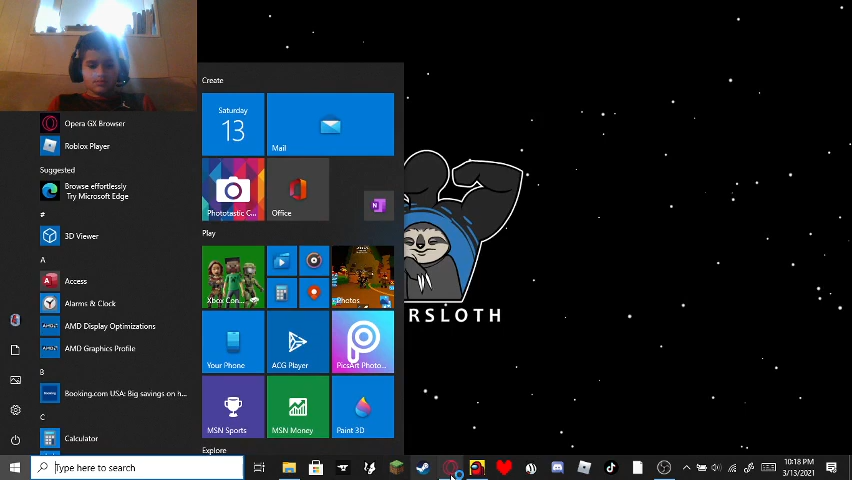 Create
Opera GX Browser
Roblox Player
Suggested
Browse effortlessly
Try Microsoft Edge
#
3D Viewer
A
Access
Alarms & Clock
AMD Display Optimizations
AMD Graphics Profile
B
Booking.com USA: Big savings on h...
C
Calculator
Saturday
13
Mail
Phototastic C...
Office
Play
Xbox Con...
Photos
Your Phone
ACG Player
PicsArt Photo...
MSN Sports
MSN Money
Paint 3D
Explore
RSLOTH
Type here to search
10:18 PM
3/13/2021